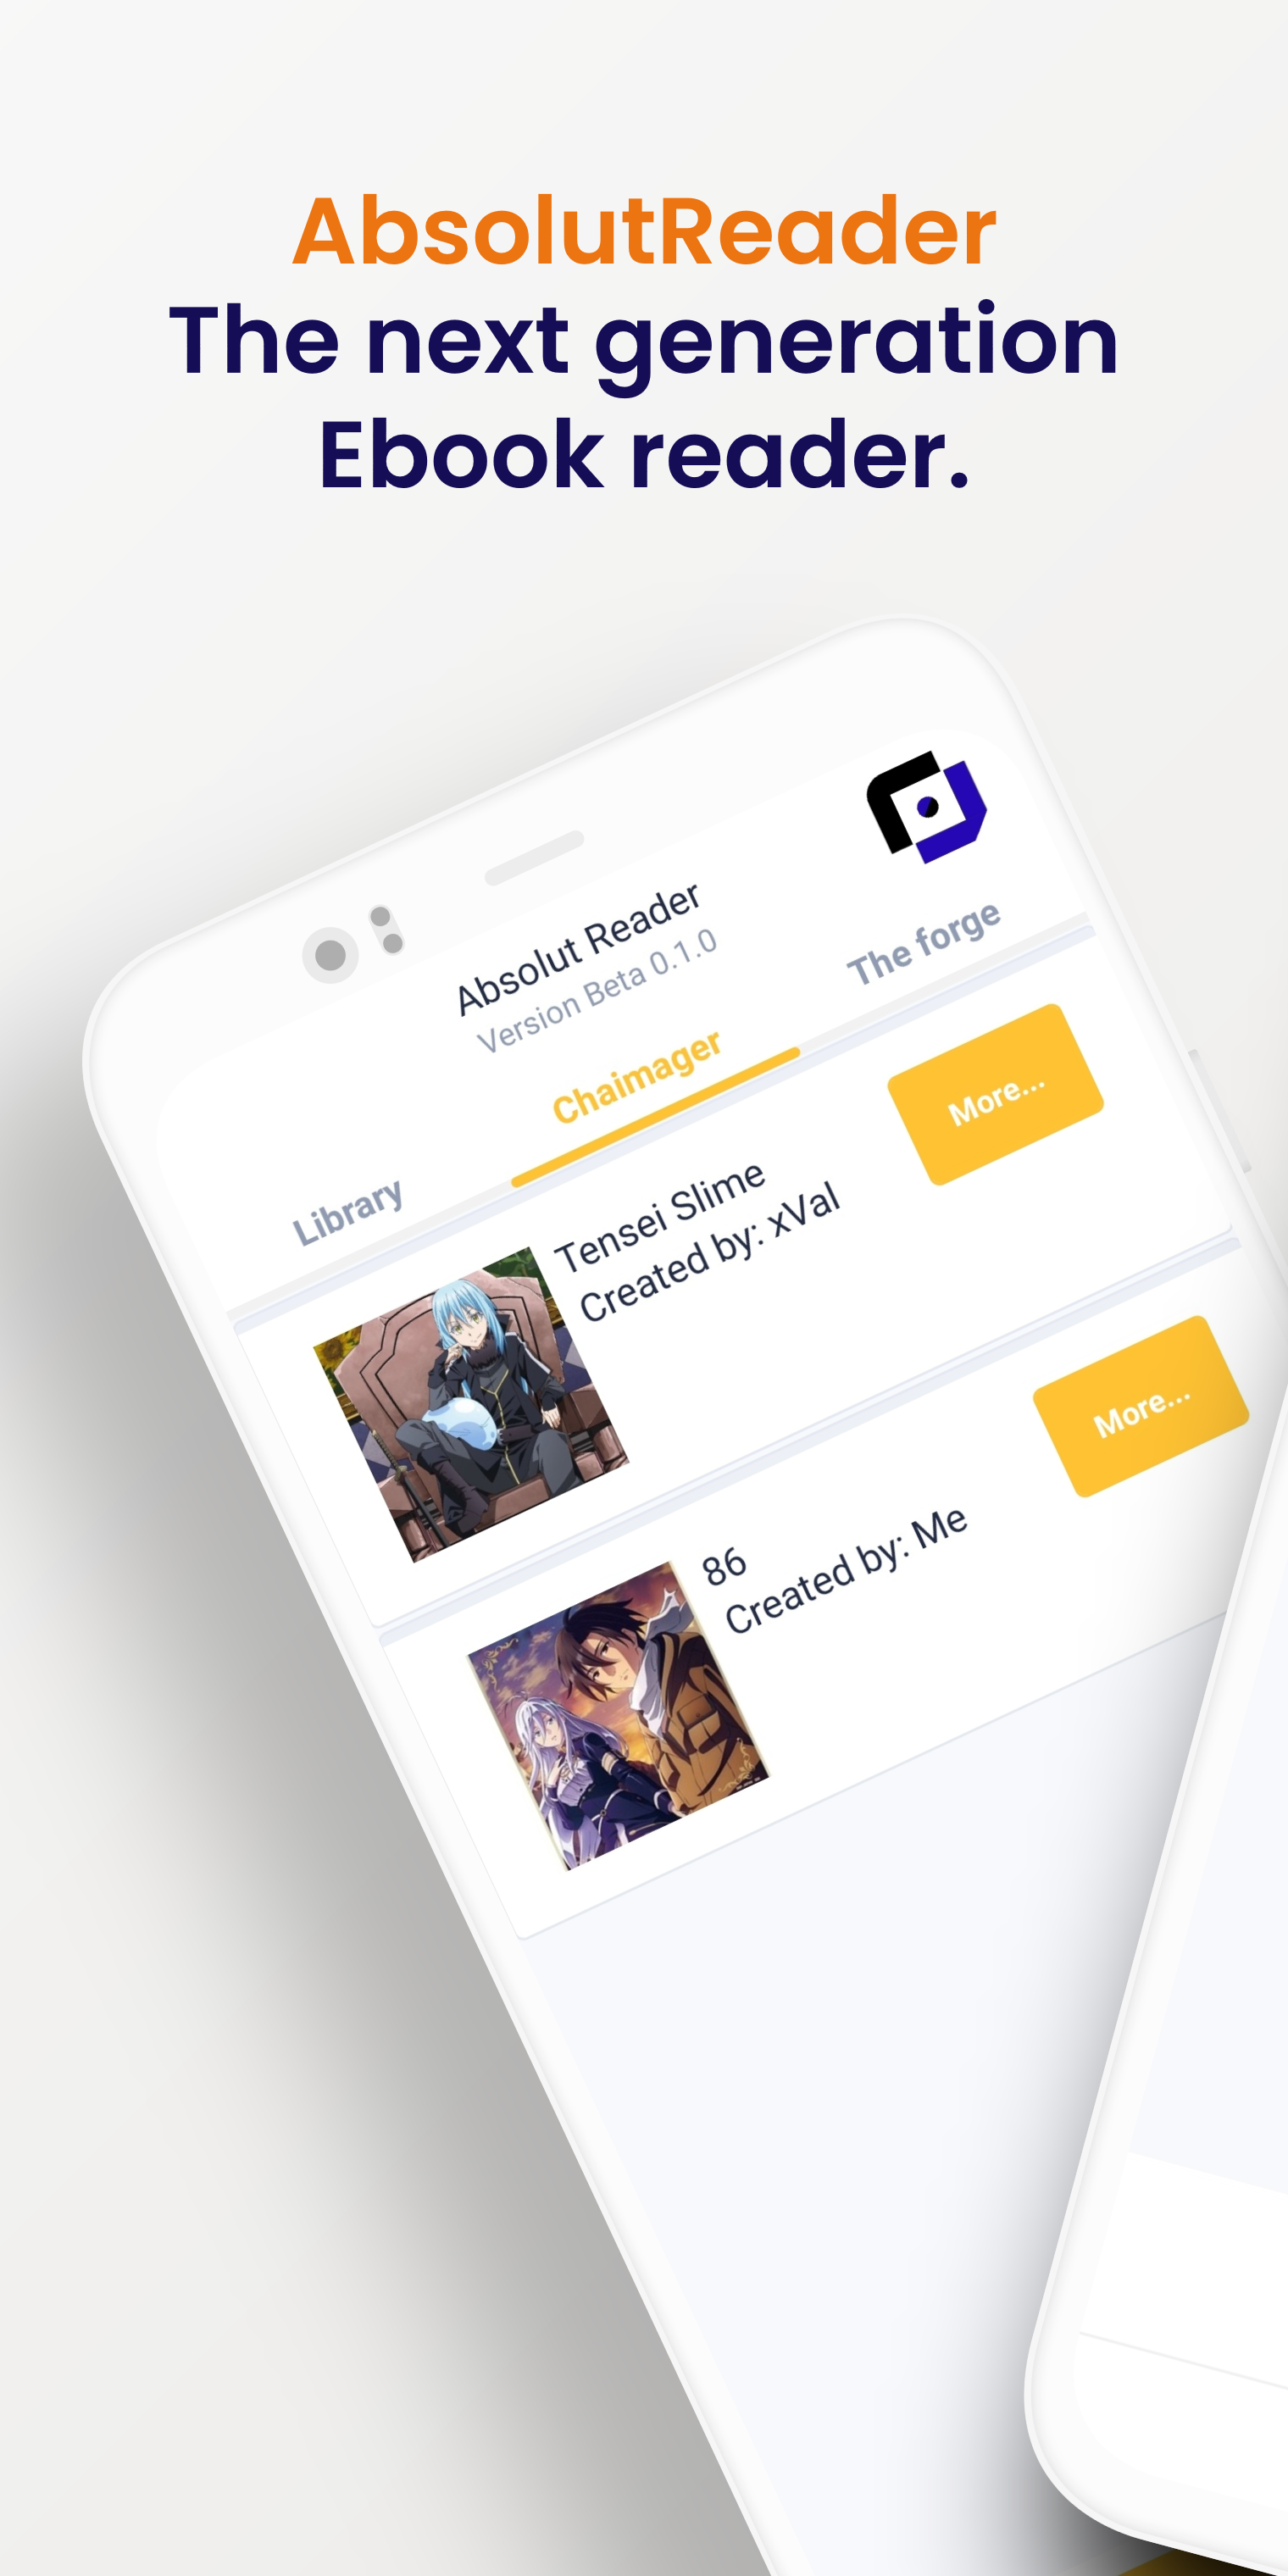 AbsolutReader
The next generation
Ebook reader.
Absolut Reader
Version Beta 0.1.0
Library
Chaimager
The forge
Tensei Slime
Created by: xVal
More...
86
Created by: Me
More...